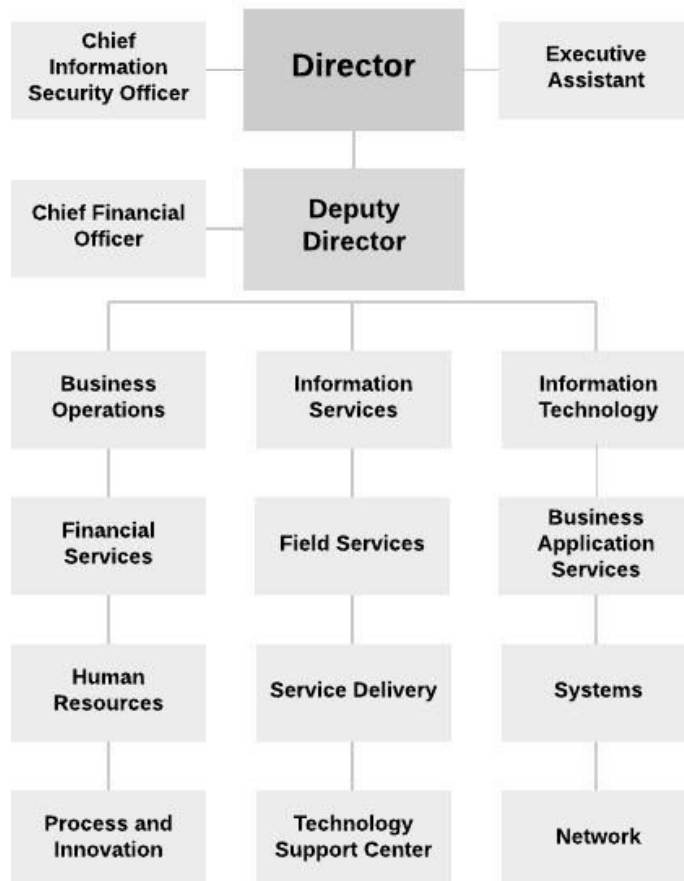 Chief
Information
Security Officer
Director
Executive
Assistant
Chief Financial
Officer
Deputy
Director
Business
Operations
Information
Services
Information
Technology
Financial
Services
Field Services
Business
Application
Services
Human
Resources
Service Delivery
Systems
Process and
Innovation
Technology
Support Center
Network